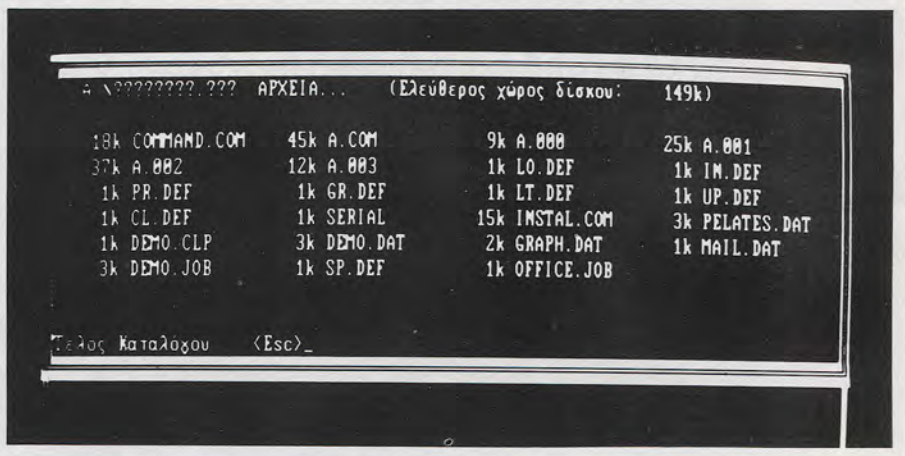 A \????????.??? ΑΡΧΕΙΑ... (Ελεύθερος χώρος δίσκου: 149k)
18k COMMAND.COM 45k A.COM 9k A.000 25k A.001
37k A.002 12k A.003 1k LO.DEF 1k IN.DEF
1k PR.DEF 1k GR.DEF 1k LT.DEF 1k UP.DEF
1k CL.DEF 1k SERIAL 15k INSTAL.COM 3k PELATES.DAT
1k DEMO.CLP 3k DEMO.DAT 2k GRAPH.DAT 1k MAIL.DAT
3k DEMO.JOB 1k SP.DEF 1k OFFICE.JOB
Τέλος Καταλόγου <Esc>_